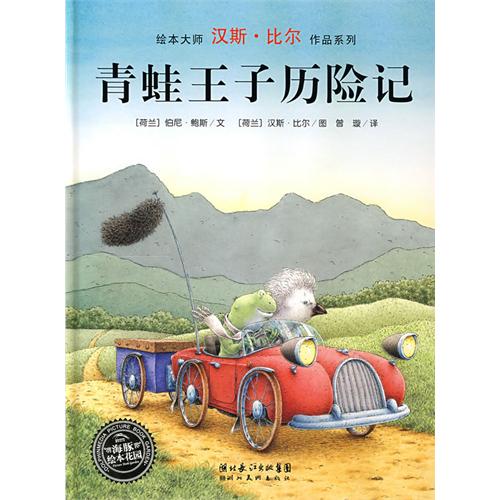 绘本大师 汉斯·比尔 作品系列
青蛙王子历险记
[荷兰] 伯尼·鲍斯/文 [荷兰] 汉斯·比尔/图 曾 璇/译
海豚
绘本花园
湖北长江出版集团
湖北美术出版社